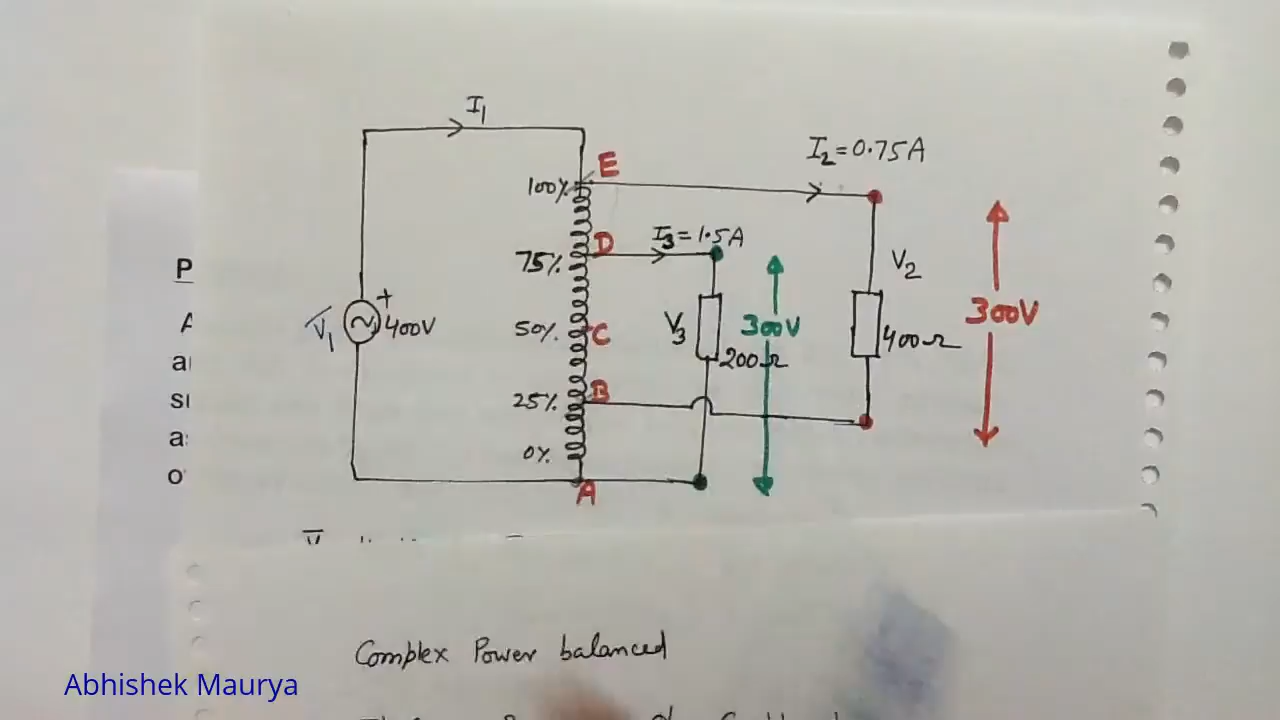 I1
E
I2=0.75A
100%
D
I3=1.5A
75%
V2
V1
+
400V
50%
C
V3
300V
200Ω
400Ω
300V
25%
B
0%
A
P
Complex Power balanced
Abhishek Maurya